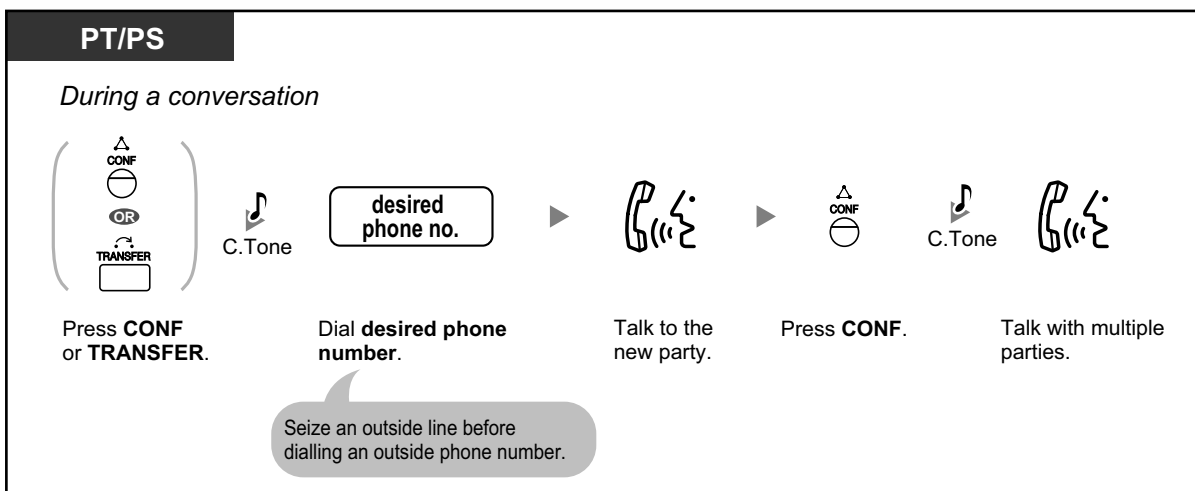 PT/PS
During a conversation
CONF
OR
TRANSFER
C.Tone
desired
phone no.
CONF
C.Tone
Press CONF
or TRANSFER.
Dial desired phone
number.
Talk to the
new party.
Press CONF.
Talk with multiple
parties.
Seize an outside line before
dialling an outside phone number.